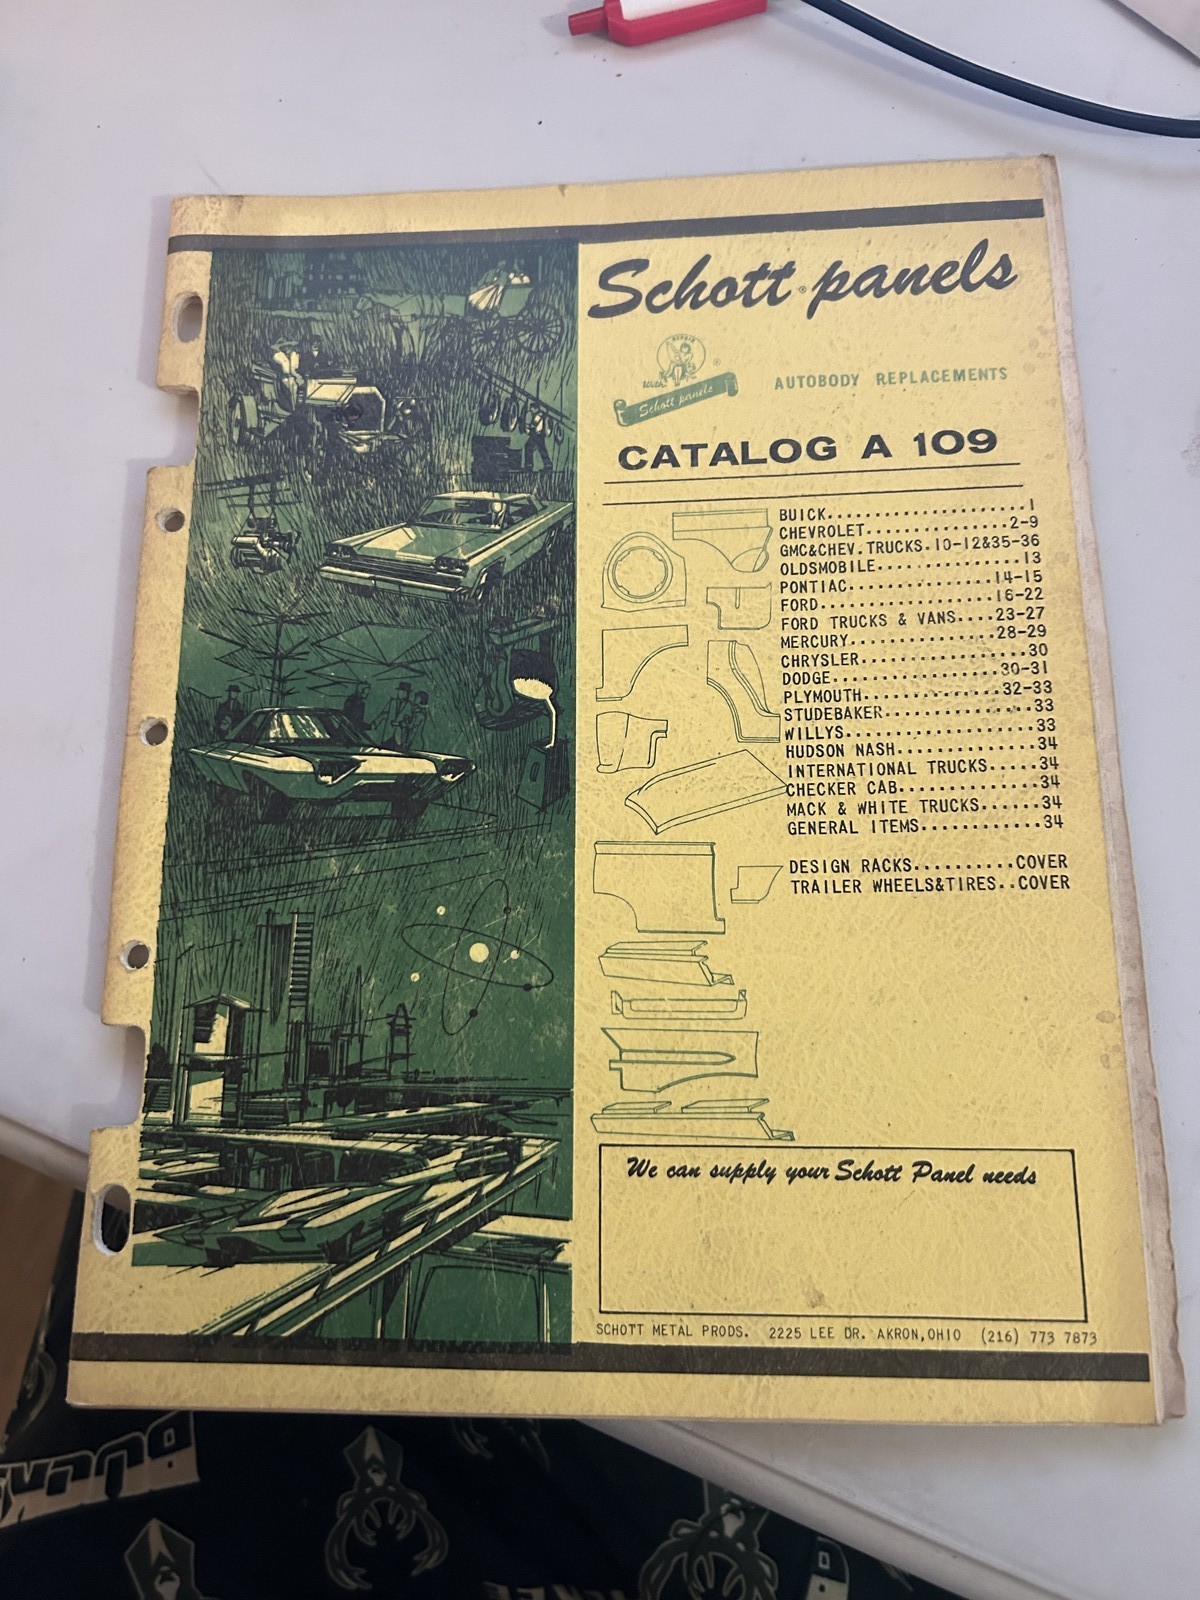 Schott® panels
REPAIR
With
®
Schott panels
AUTOBODY REPLACEMENTS
CATALOG A 109
BUICK.....................1
CHEVROLET...............2-9
GMC&CHEV.TRUCKS.10-12&35-36
OLDSMOBILE...............13
PONTIAC...............14-15
FORD..................16-22
FORD TRUCKS & VANS....23-27
MERCURY...............28-29
CHRYSLER.................30
DODGE.................30-31
PLYMOUTH..............32-33
STUDEBAKER...............33
WILLYS...................33
HUDSON NASH..............34
INTERNATIONAL TRUCKS.....34
CHECKER CAB..............34
MACK & WHITE TRUCKS......34
GENERAL ITEMS............34
DESIGN RACKS..........COVER
TRAILER WHEELS&TIRES..COVER
We can supply your Schott Panel needs
SCHOTT METAL PRODS. 2225 LEE DR. AKRON,OHIO (216) 773 7873